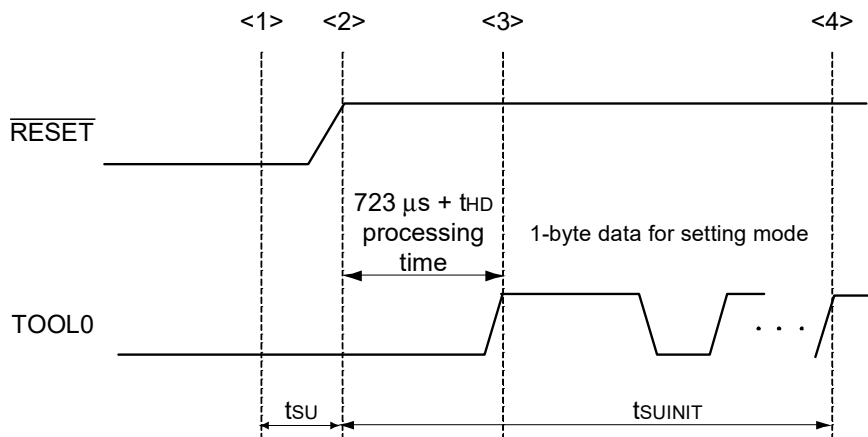 <1> <2> <3> <4>
RESET
723 µs + tHD
processing
time
1-byte data for setting mode
TOOL0
. . .
tSU
tSUINIT